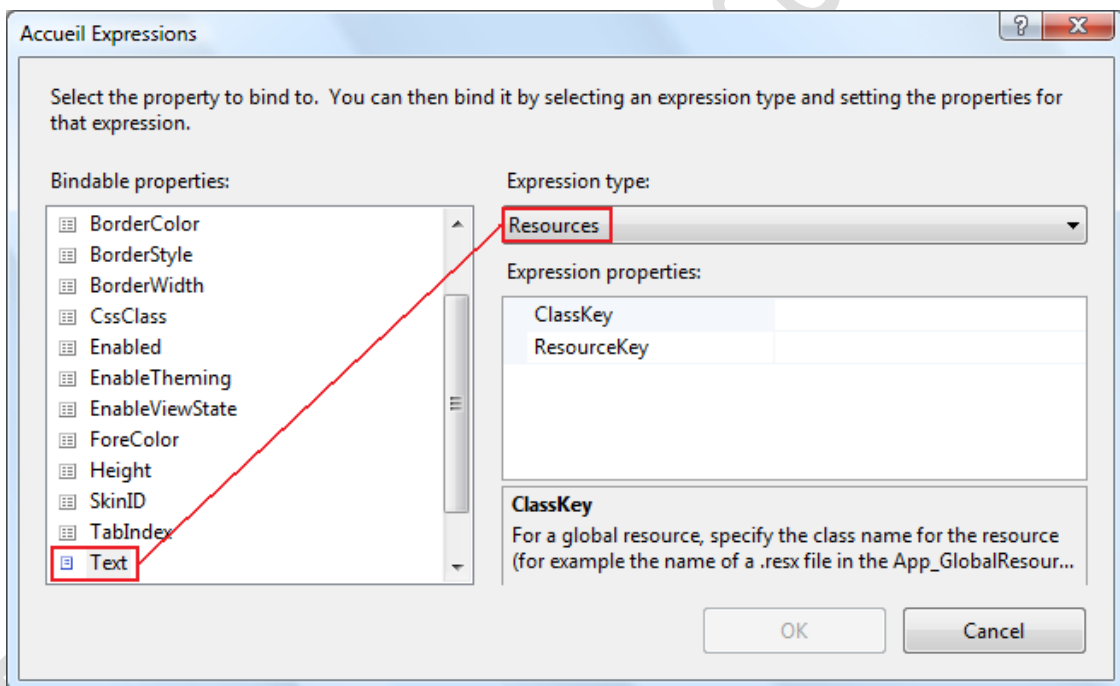 Accueil Expressions
Select the property to bind to. You can then bind it by selecting an expression type and setting the properties for
that expression.
Bindable properties:
BorderColor
BorderStyle
BorderWidth
CssClass
Enabled
EnableTheming
EnableViewState
ForeColor
Height
SkinID
TabIndex
Text
Expression type:
Resources
Expression properties:
ClassKey
ResourceKey
ClassKey
For a global resource, specify the class name for the resource
(for example the name of a .resx file in the App_GlobalResour...
OK
Cancel